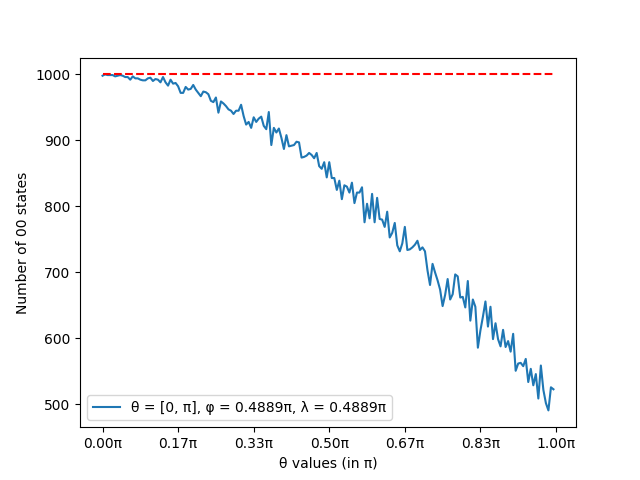 1000
900
800
700
600
500
Number of 00 states
θ = [0, π], φ = 0.4889π, λ = 0.4889π
0.00π 0.17π 0.33π 0.50π 0.67π 0.83π 1.00π
θ values (in π)